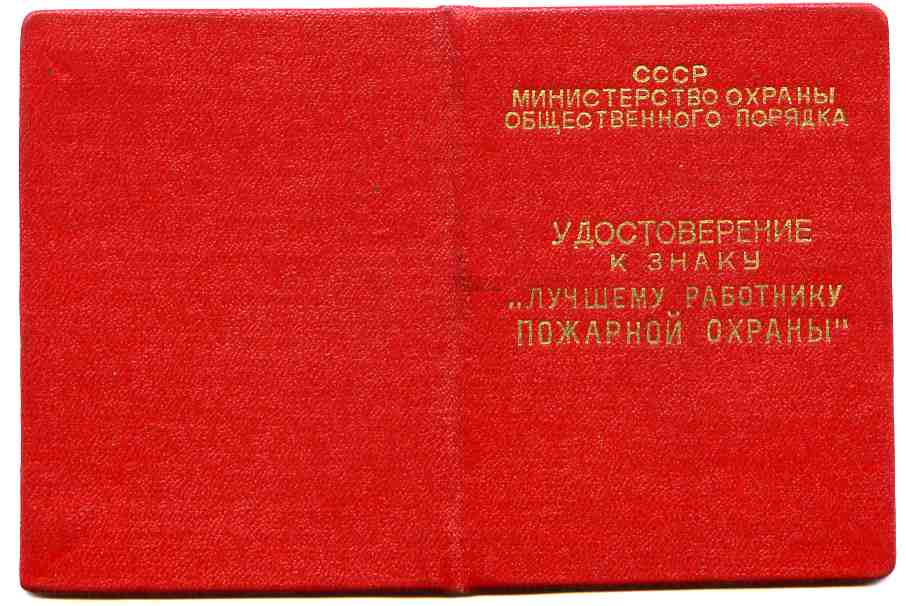 СССР
МИНИСТЕРСТВО ОХРАНЫ
ОБЩЕСТВЕННОГО ПОРЯДКА
УДОСТОВЕРЕНИЕ
К ЗНАКУ
„ЛУЧШЕМУ РАБОТНИКУ
ПОЖАРНОЙ ОХРАНЫ"